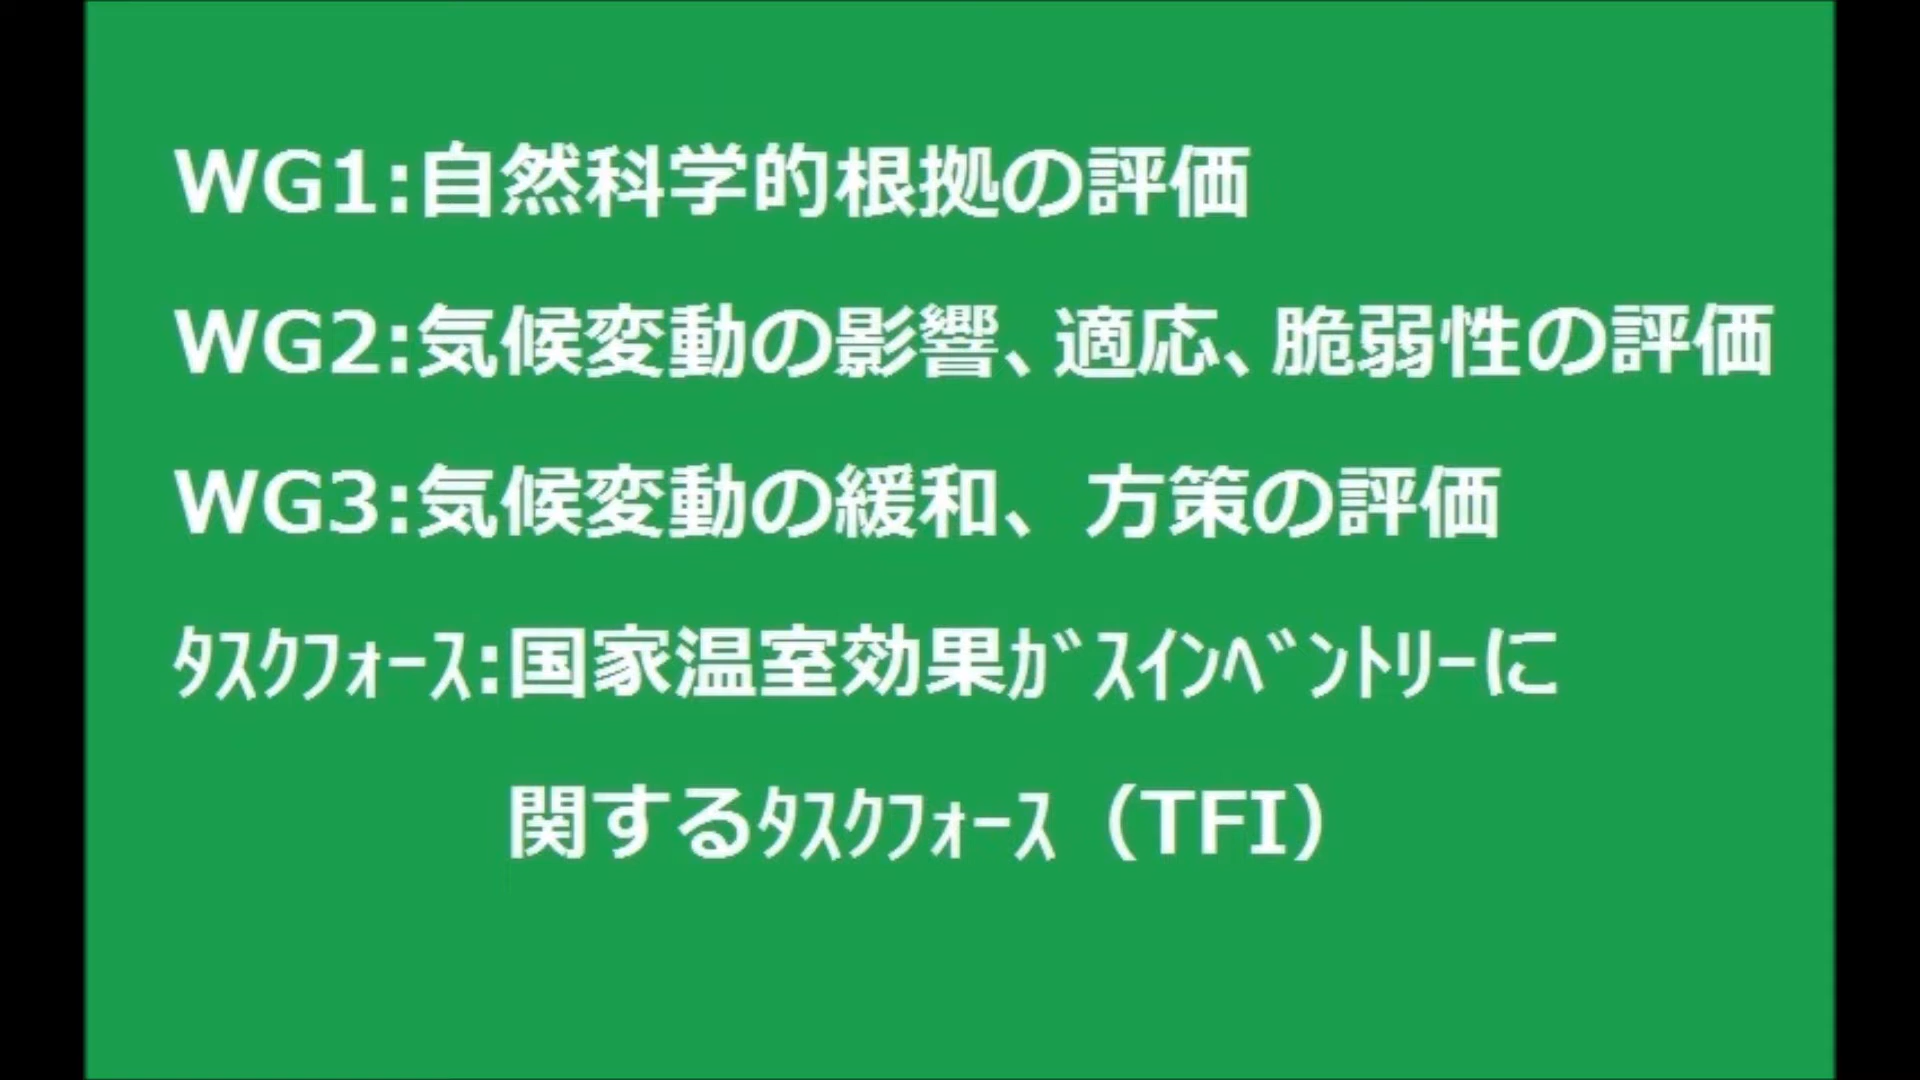 WG1:自然科学的根拠の評価
WG2:気候変動の影響、適応、脆弱性の評価
WG3:気候変動の緩和、方策の評価
ﾀｽｸﾌｫｰｽ:国家温室効果ｶﾞｽｲﾝﾍﾞﾝﾄﾘｰに
関するﾀｽｸﾌｫｰｽ（TFI）